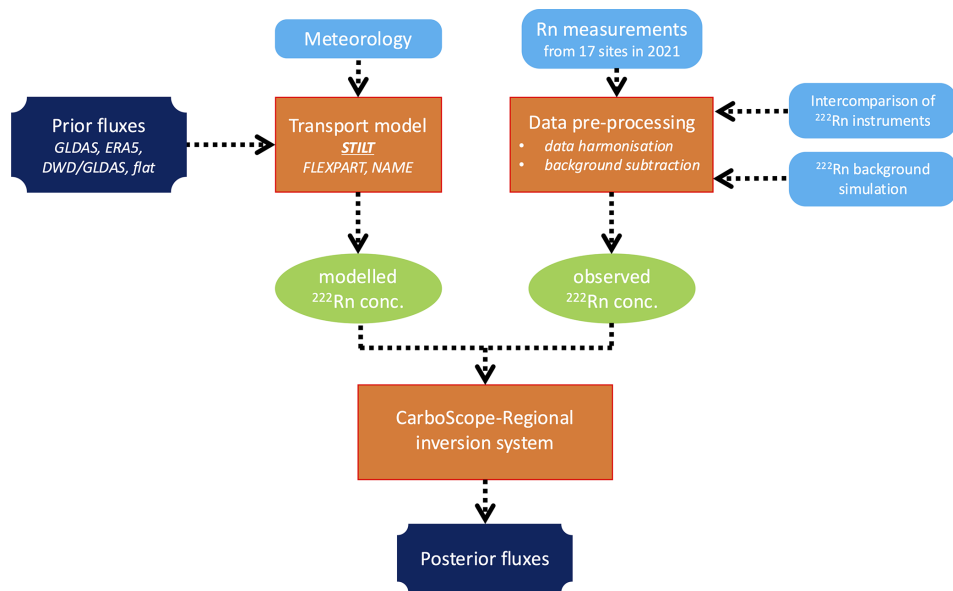 Meteorology
Rn measurements
from 17 sites in 2021
Prior fluxes
GLDAS, ERA5,
DWD/GLDAS, flat
Transport model
STILT
FLEXPART, NAME
Data pre-processing
• data harmonisation
• background subtraction
Intercomparison of
²²²Rn instruments
²²²Rn background
simulation
modelled
²²²Rn conc.
observed
²²²Rn conc.
CarboScope-Regional
inversion system
Posterior fluxes